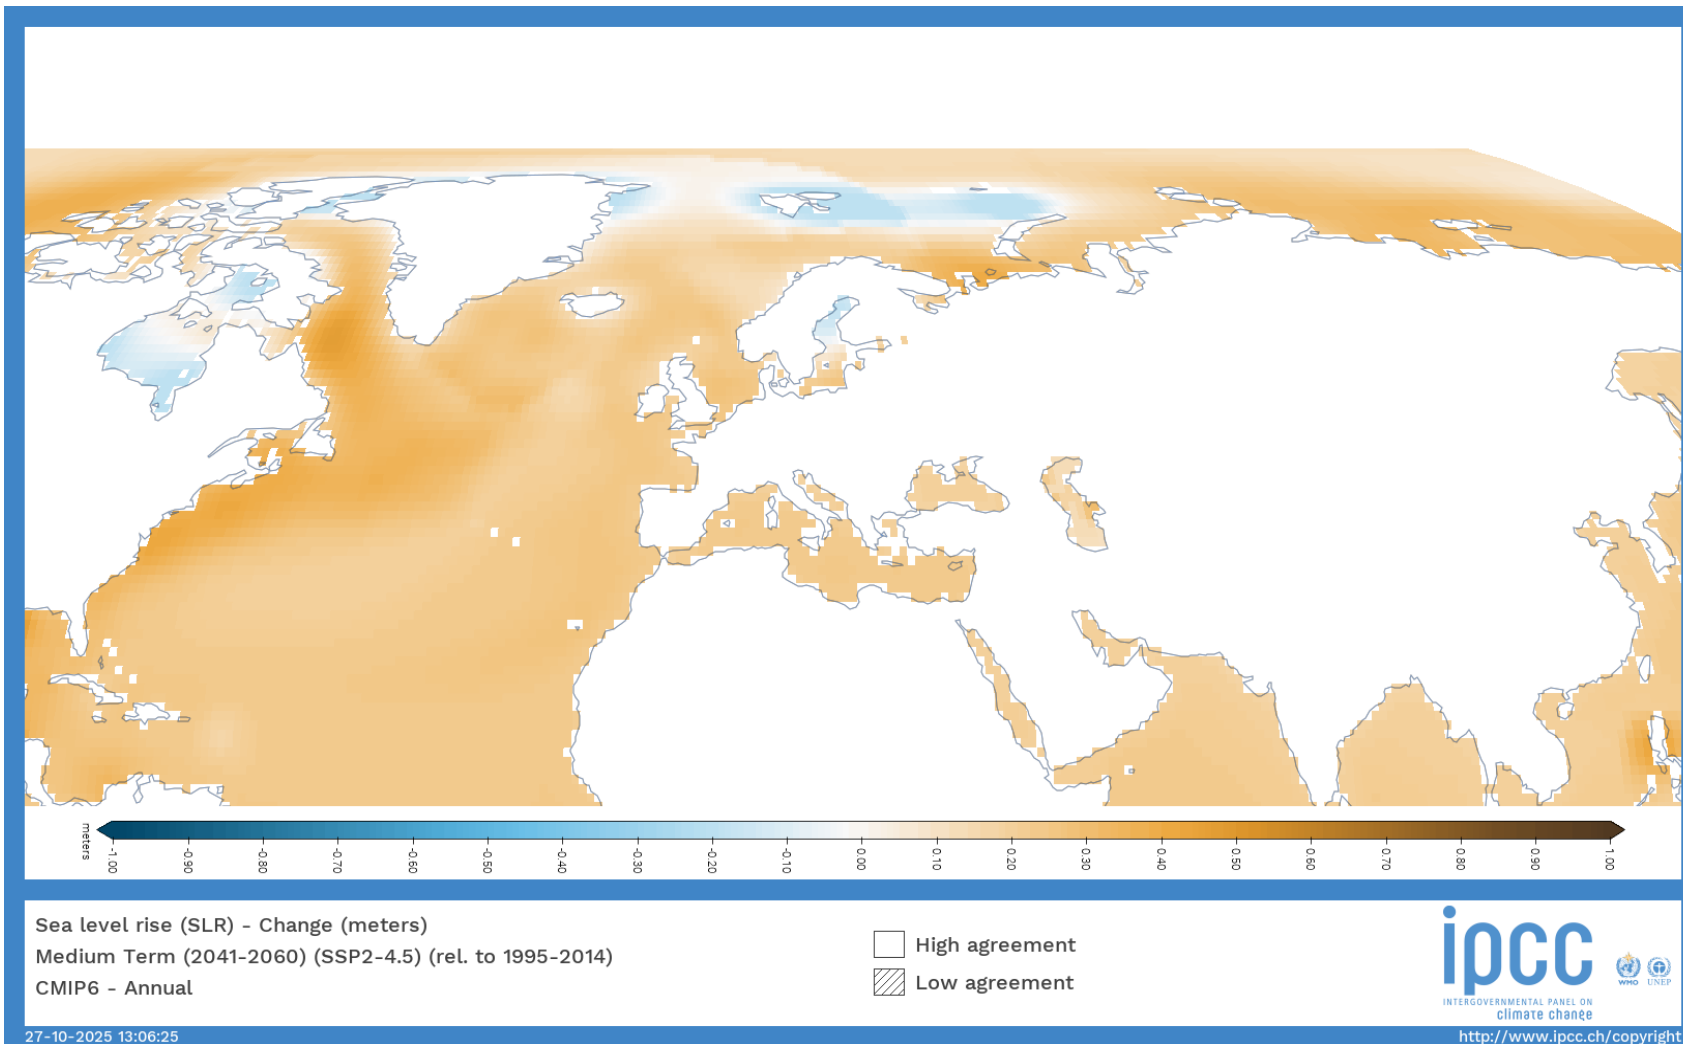 meters
-1.00
-0.90
-0.80
-0.70
-0.60
-0.50
-0.40
-0.30
-0.20
-0.10
0.00
0.10
0.20
0.30
0.40
0.50
0.60
0.70
0.80
0.90
1.00
Sea level rise (SLR) - Change (meters)
Medium Term (2041-2060) (SSP2-4.5) (rel. to 1995-2014)
CMIP6 - Annual
High agreement
Low agreement
ipcc
INTERGOVERNMENTAL PANEL ON
climate change
WMO
UNEP
27-10-2025 13:06:25
http://www.ipcc.ch/copyright